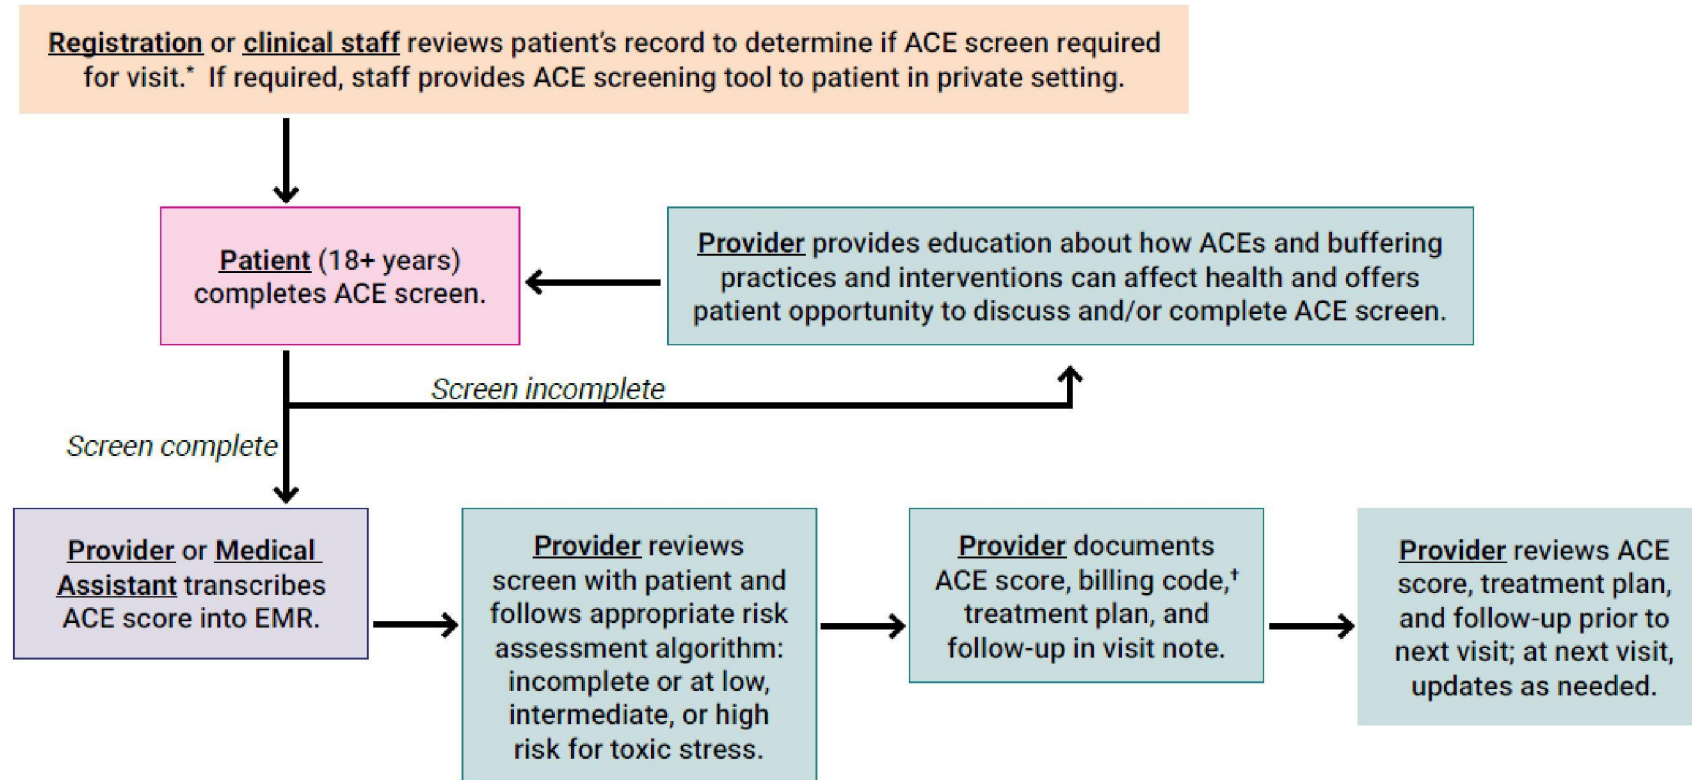 Registration or clinical staff reviews patient’s record to determine if ACE screen required
for visit.* If required, staff provides ACE screening tool to patient in private setting.
Patient (18+ years)
completes ACE screen.
Provider provides education about how ACEs and buffering
practices and interventions can affect health and offers
patient opportunity to discuss and/or complete ACE screen.
Screen incomplete
Screen complete
Provider or Medical
Assistant transcribes
ACE score into EMR.
Provider reviews
screen with patient and
follows appropriate risk
assessment algorithm:
incomplete or at low,
intermediate, or high
risk for toxic stress.
Provider documents
ACE score, billing code,†
treatment plan, and
follow-up in visit note.
Provider reviews ACE
score, treatment plan,
and follow-up prior to
next visit; at next visit,
updates as needed.